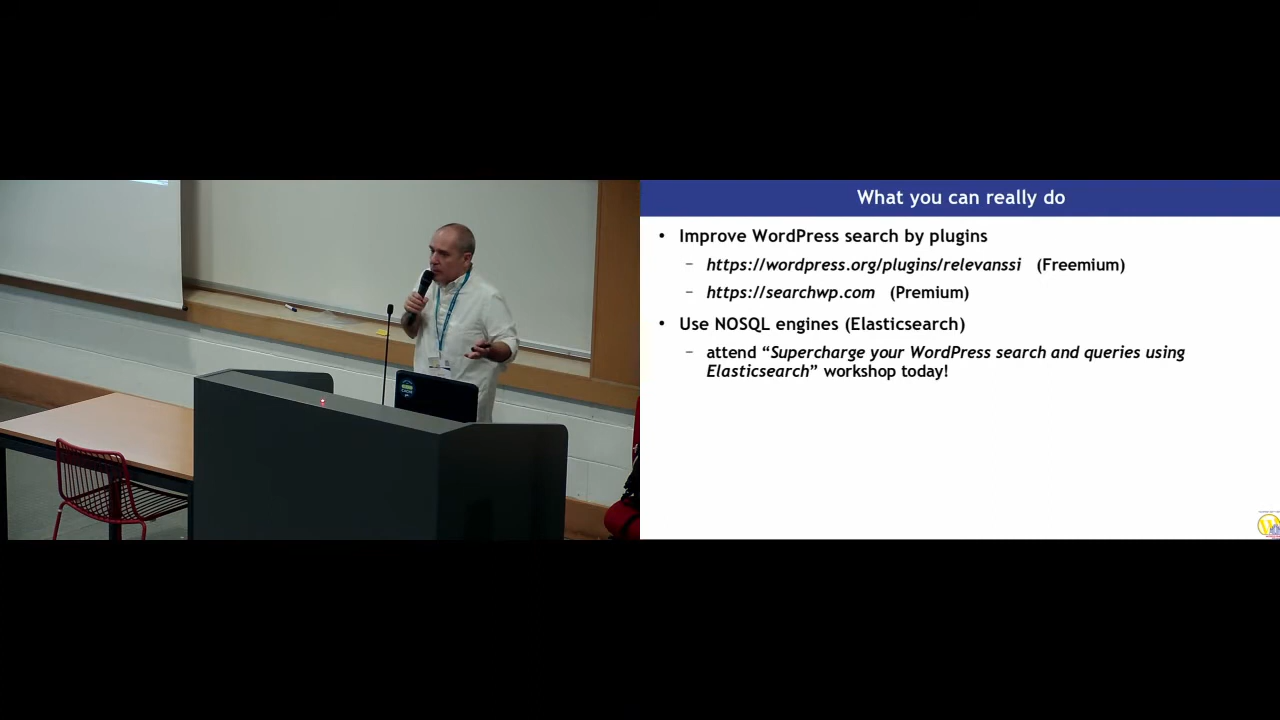 What you can really do
• Improve WordPress search by plugins
– https://wordpress.org/plugins/relevanssi (Freemium)
– https://searchwp.com (Premium)
• Use NOSQL engines (Elasticsearch)
– attend “Supercharge your WordPress search and queries using
Elasticsearch” workshop today!